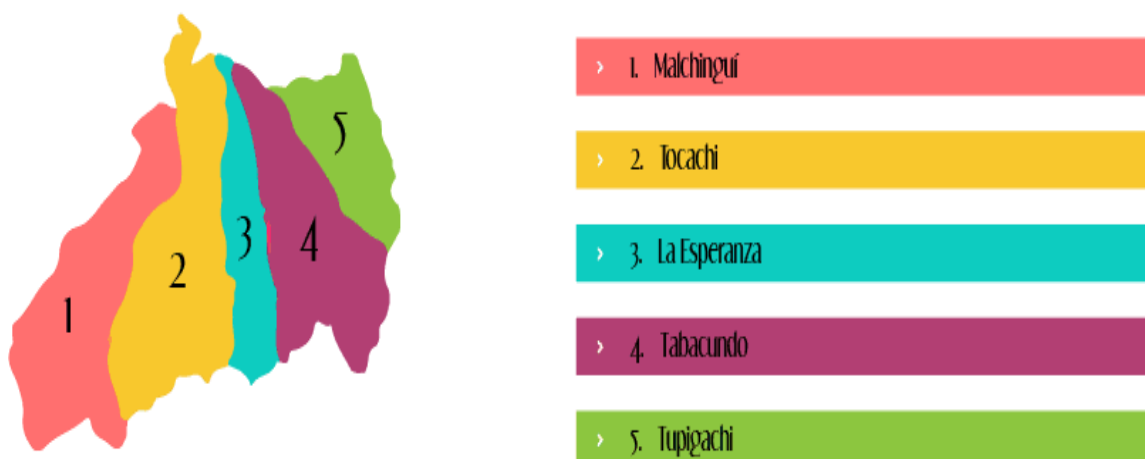 1
2
3
4
5
› 1. Malchinguí
› 2. Tocachi
› 3. La Esperanza
› 4. Tabacundo
› 5. Tupigachi